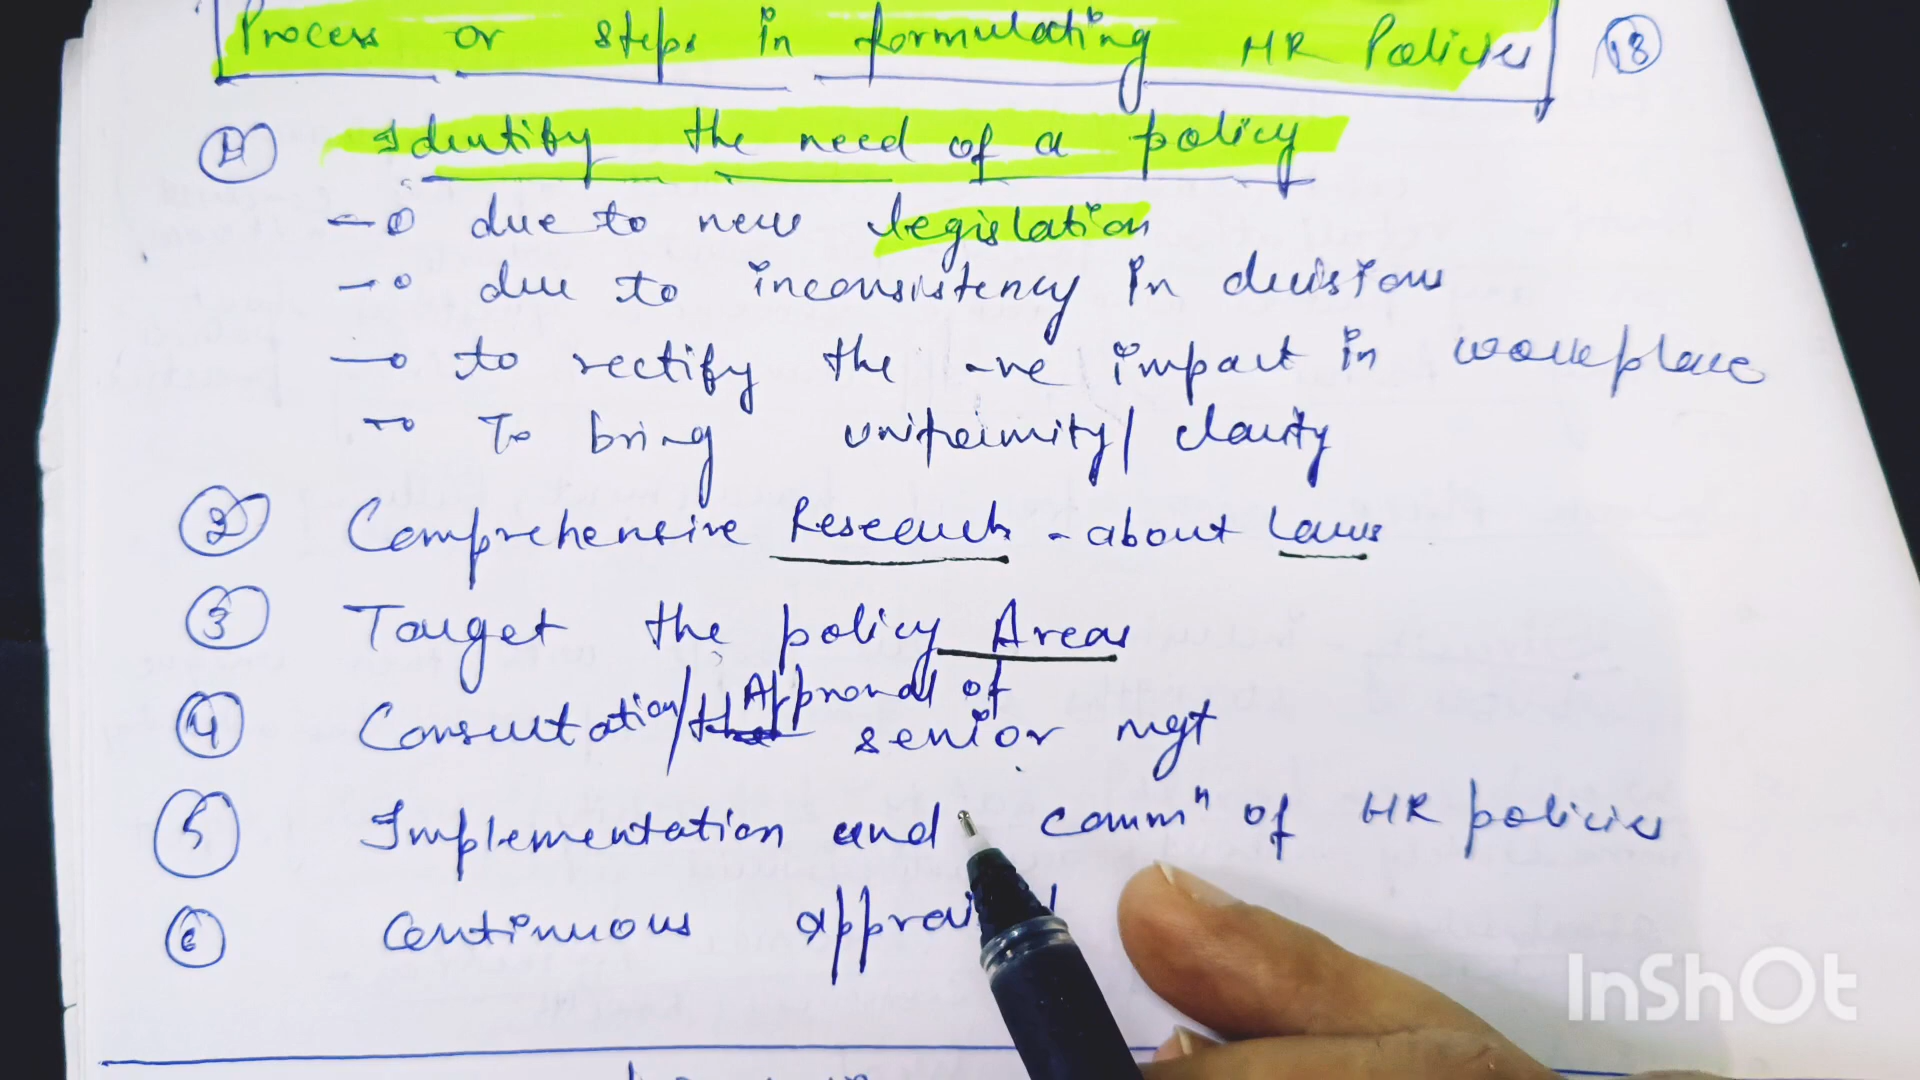 Process or steps in formulating HR Policies 18
1 Identify the need of a policy
due to new legislation
due to inconsistency in decisions
to rectify the -ve impact in workplace
To bring uniformity/ clarity
2 Comprehensive Research - about Laws
3 Target the policy Areas
4 Consultation/ Approval of senior mgt
5 Implementation and commn of HR policies
6 Continuous
InShOt